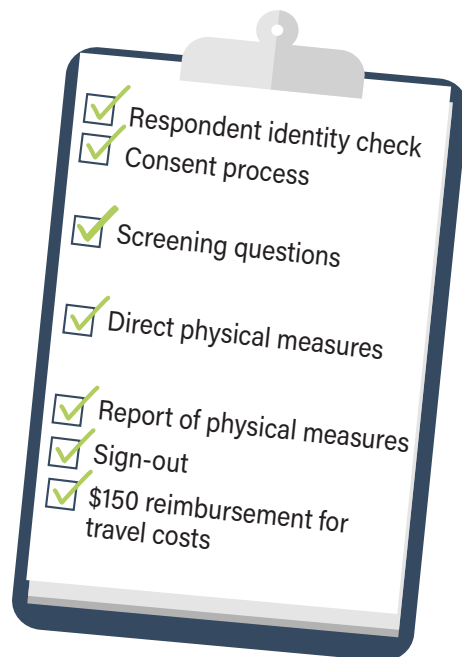 Respondent identity check
Consent process
Screening questions
Direct physical measures
Report of physical measures
Sign-out
$150 reimbursement for
travel costs